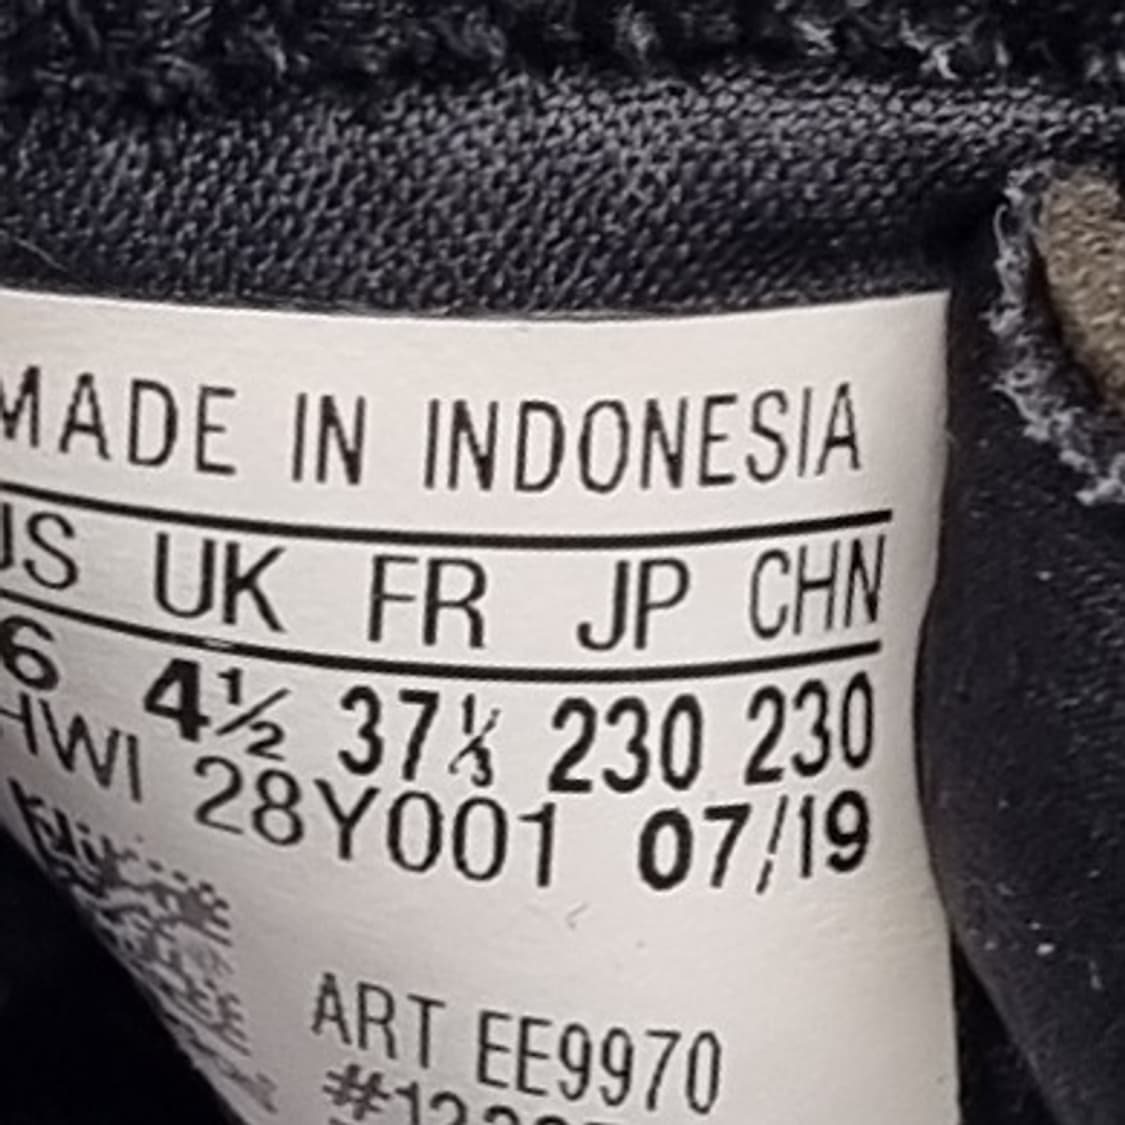 MADE IN INDONESIA
US UK FR JP CHN
6 4½ 37⅓ 230 230
HWI 28Y001 07/19
ART EE9970